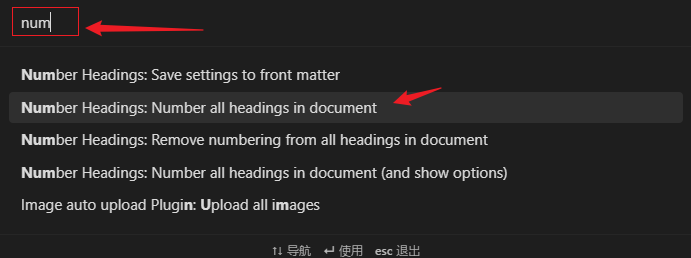 num
Number Headings: Save settings to front matter
Number Headings: Number all headings in document
Number Headings: Remove numbering from all headings in document
Number Headings: Number all headings in document (and show options)
Image auto upload Plugin: Upload all images
↑↓ 导航 ↵ 使用 esc 退出